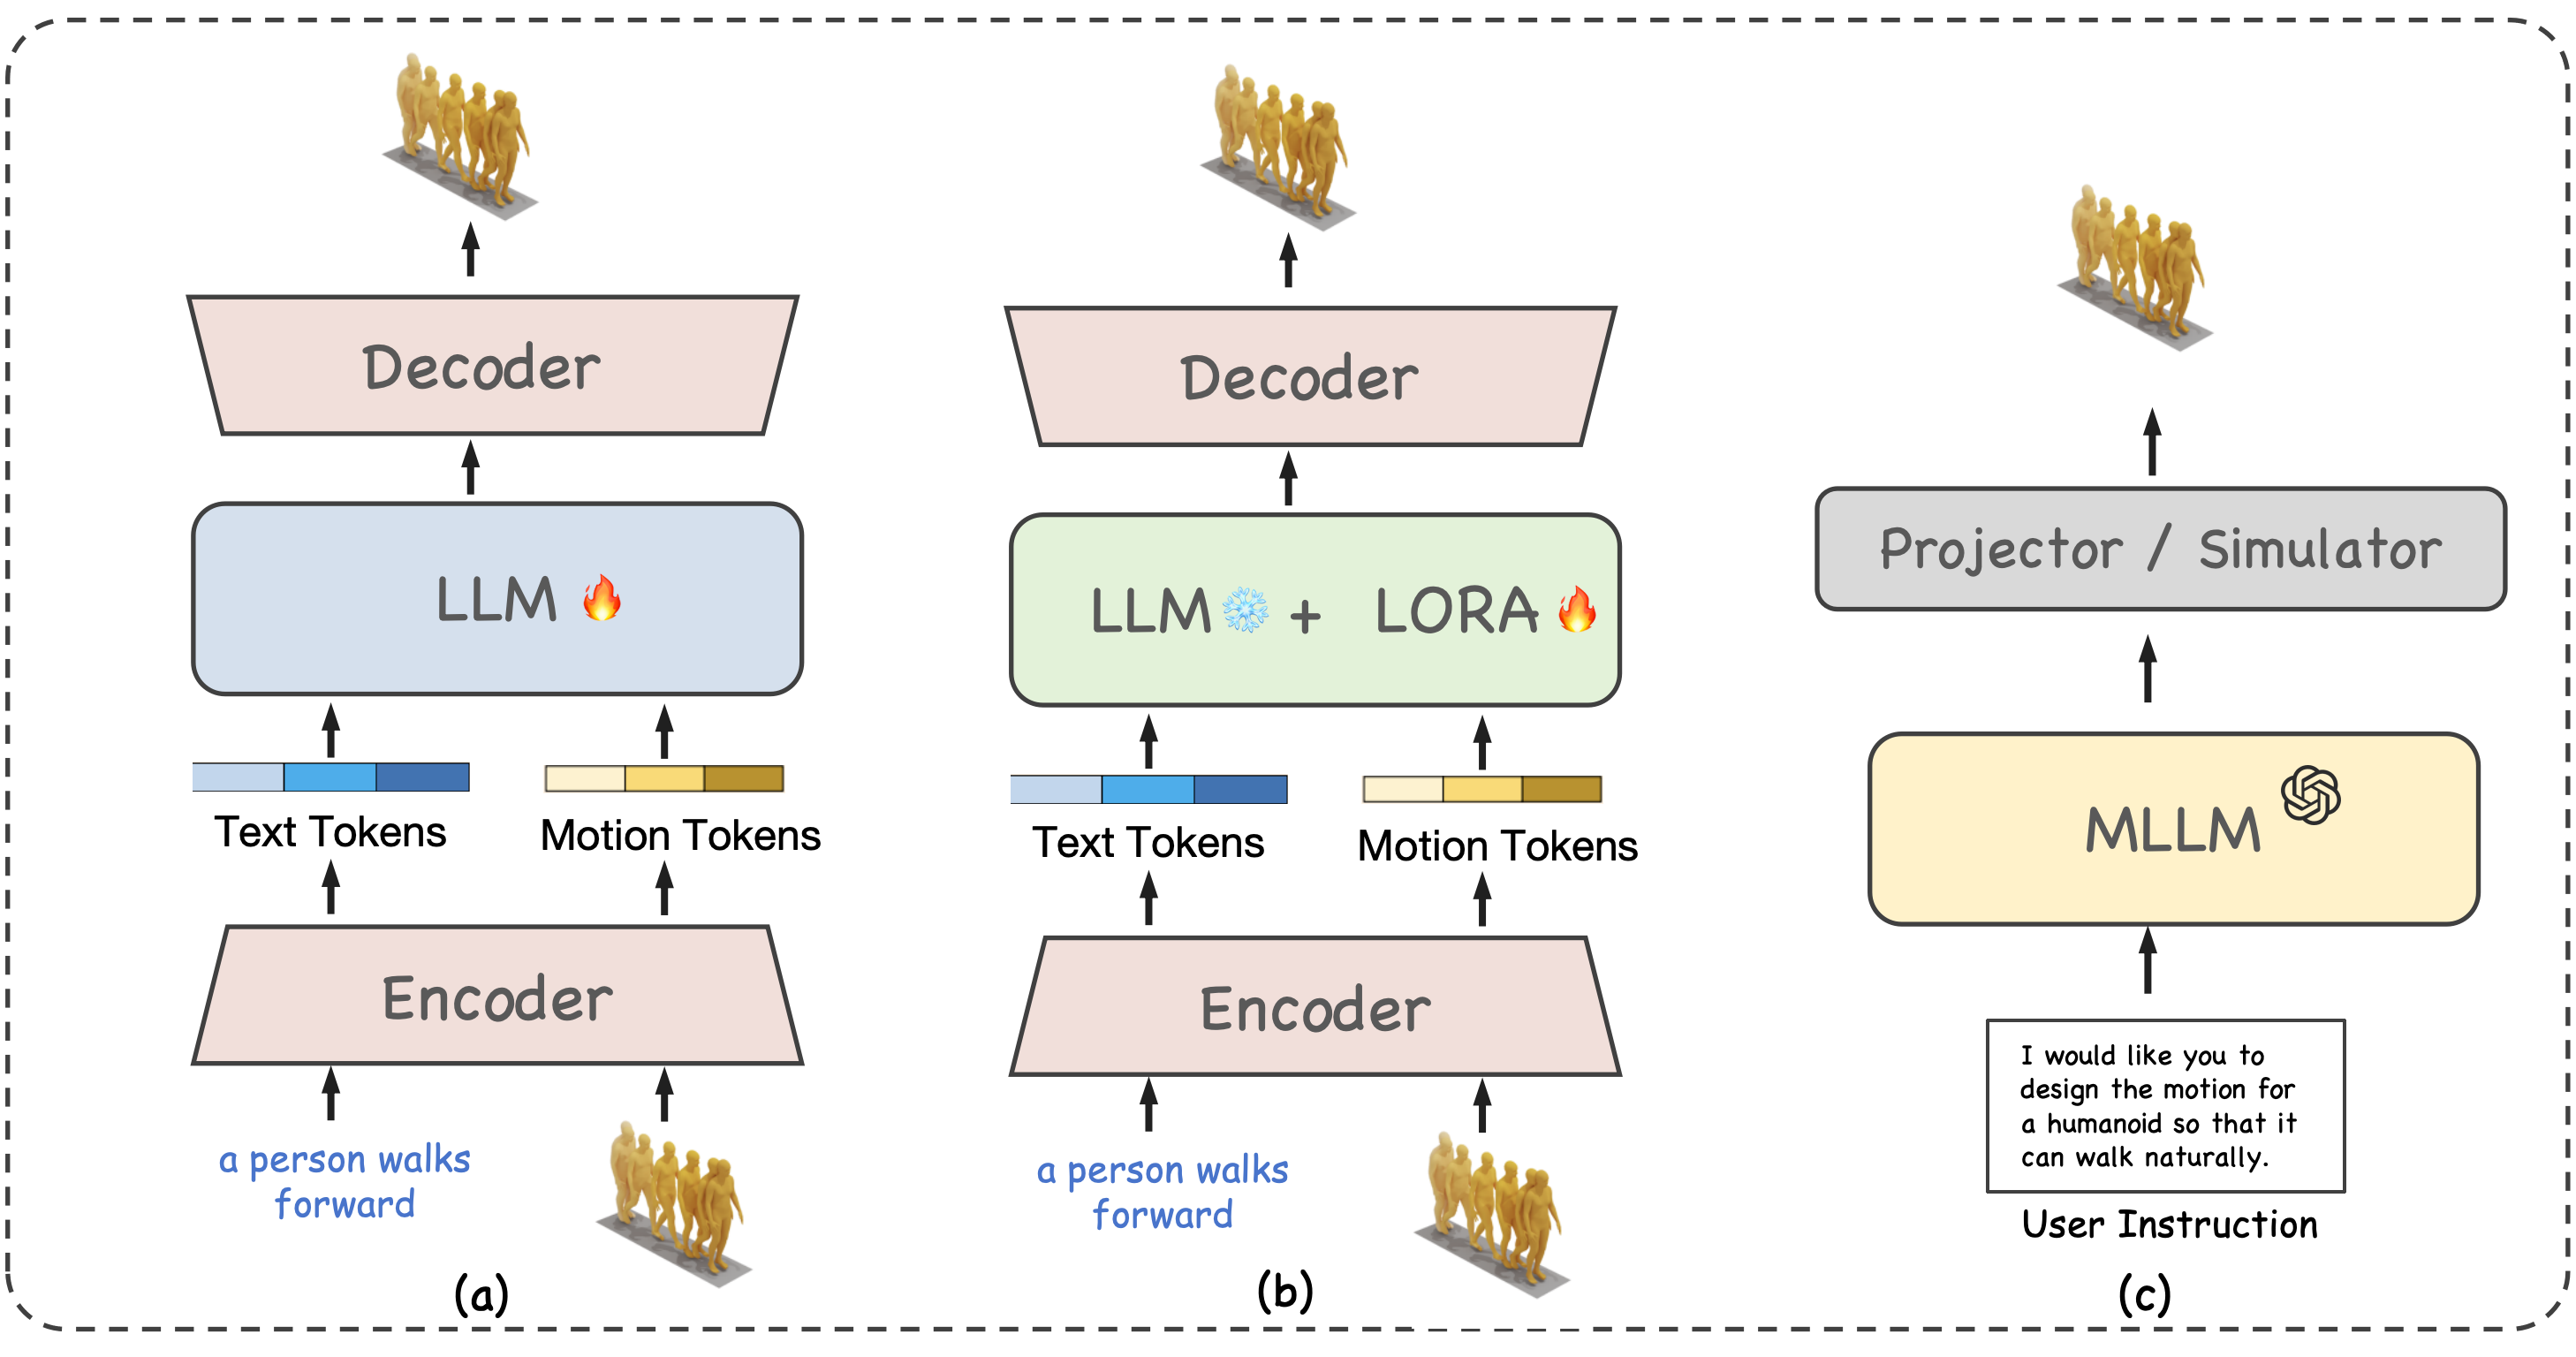 Decoder
LLM
Text Tokens
Motion Tokens
Encoder
a person walks
forward
(a)
Decoder
LLM + LORA
Text Tokens
Motion Tokens
Encoder
a person walks
forward
(b)
Projector / Simulator
MLLM
I would like you to
design the motion for
a humanoid so that it
can walk naturally.
User Instruction
(c)